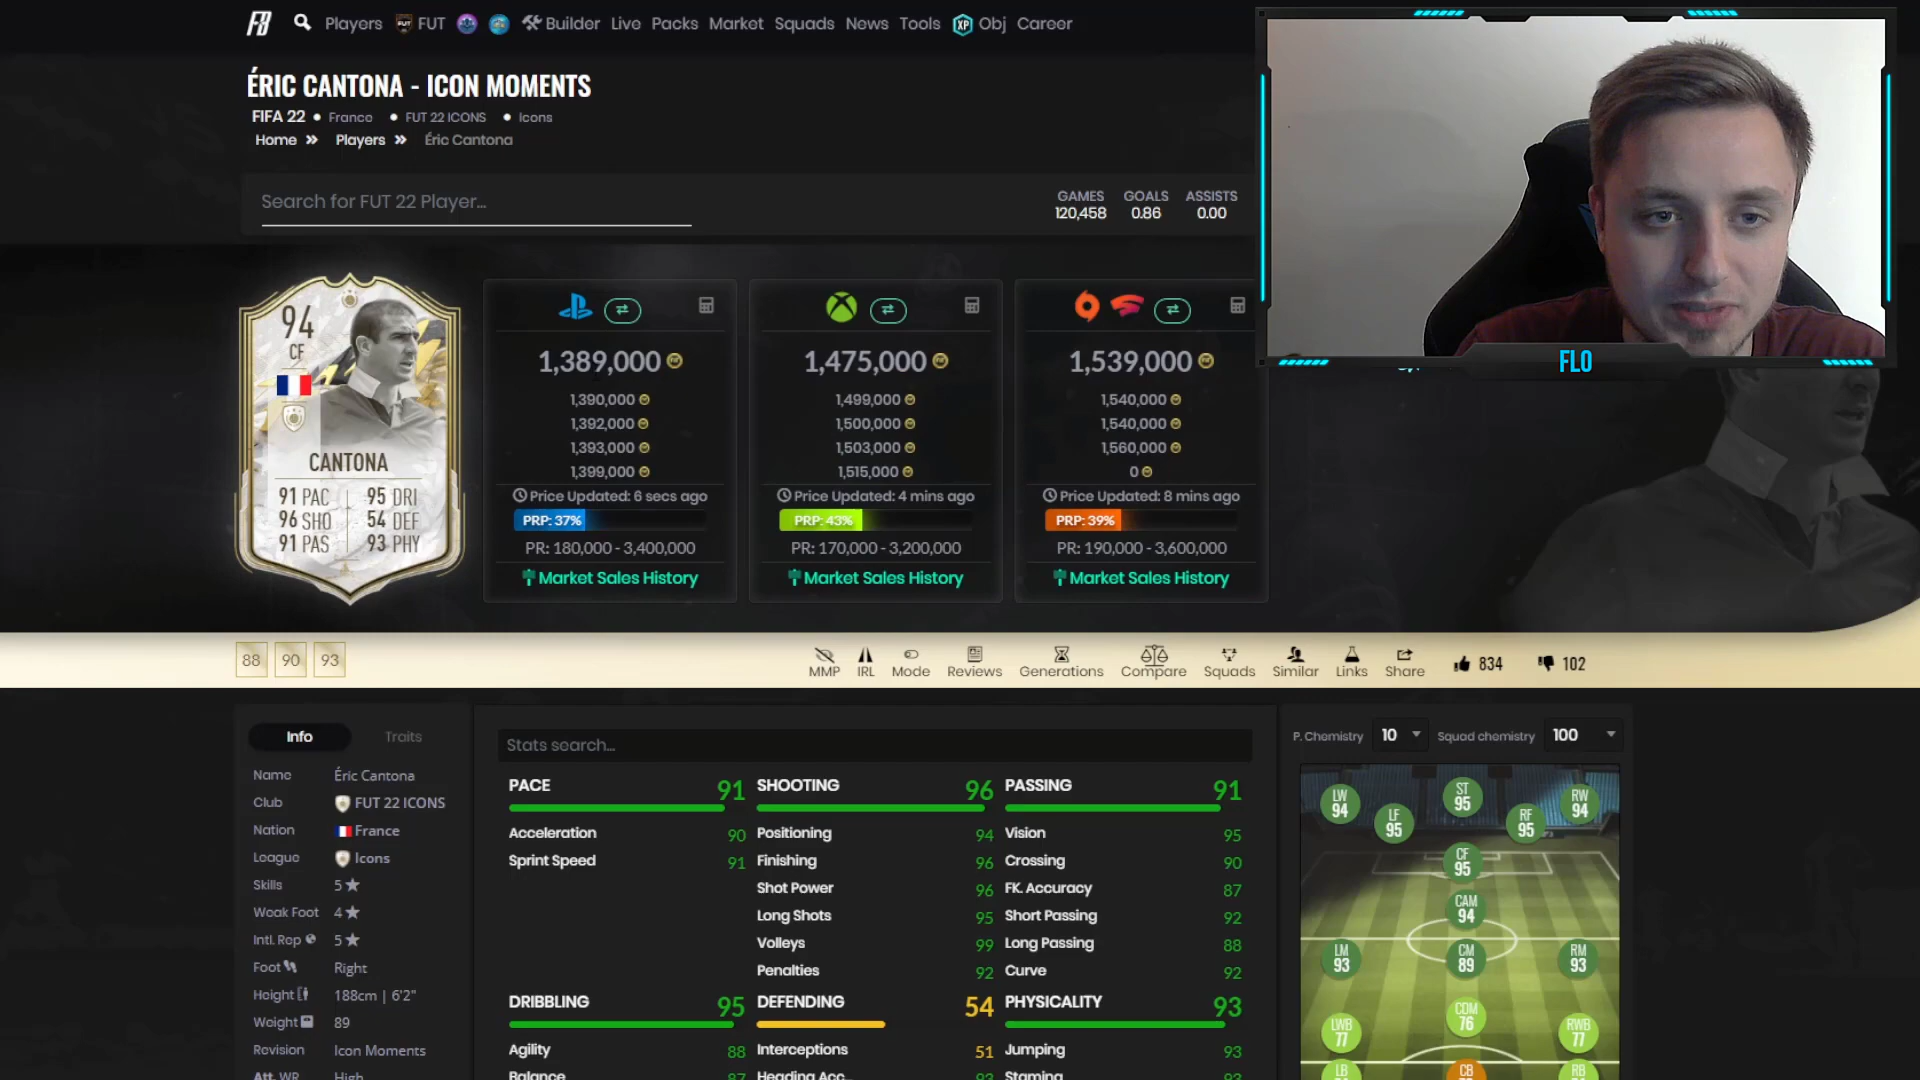 Players FUT Builder Live Packs Market Squads News Tools XP Obj Career
ÉRIC CANTONA - ICON MOMENTS
FIFA 22 • France • FUT 22 ICONS • Icons
Home » Players » Éric Cantona
Search for FUT 22 Player...
GAMES GOALS ASSISTS
120,458 0.86 0.00
FLO
94
CF
CANTONA
91 PAC 95 DRI
96 SHO 54 DEF
91 PAS 93 PHY
1,389,000
1,390,000
1,392,000
1,393,000
1,399,000
Price Updated: 6 secs ago
PRP: 37%
PR: 180,000 - 3,400,000
Market Sales History
1,475,000
1,499,000
1,500,000
1,503,000
1,515,000
Price Updated: 4 mins ago
PRP: 43%
PR: 170,000 - 3,200,000
Market Sales History
1,539,000
1,540,000
1,540,000
1,560,000
0
Price Updated: 8 mins ago
PRP: 39%
PR: 190,000 - 3,600,000
Market Sales History
88 90 93
MMP IRL Mode Reviews Generations Compare Squads Similar Links Share 834 102
Info Traits
Name Éric Cantona
Club FUT 22 ICONS
Nation France
League Icons
Skills 5★
Weak Foot 4★
Intl. Rep 5★
Foot Right
Height 188cm | 6'2"
Weight 89
Revision Icon Moments
Att. WR High
Stats search...
PACE 91
Acceleration 90
Sprint Speed 91
SHOOTING 96
Positioning 94
Finishing 96
Shot Power 96
Long Shots 95
Volleys 99
Penalties 92
PASSING 91
Vision 95
Crossing 90
FK. Accuracy 87
Short Passing 92
Long Passing 88
Curve 92
DRIBBLING 95
Agility 88
Balance 87
DEFENDING 54
Interceptions 51
Heading Acc. 93
PHYSICALITY 93
Jumping 93
Stamina 93
P. Chemistry 10 Squad chemistry 100
LW 94
ST 95
RW 94
LF 95
RF 95
CF 95
CAM 94
LM 93
CM 89
RM 93
CDM 76
LWB 77
RWB 77
LB
CB
RB